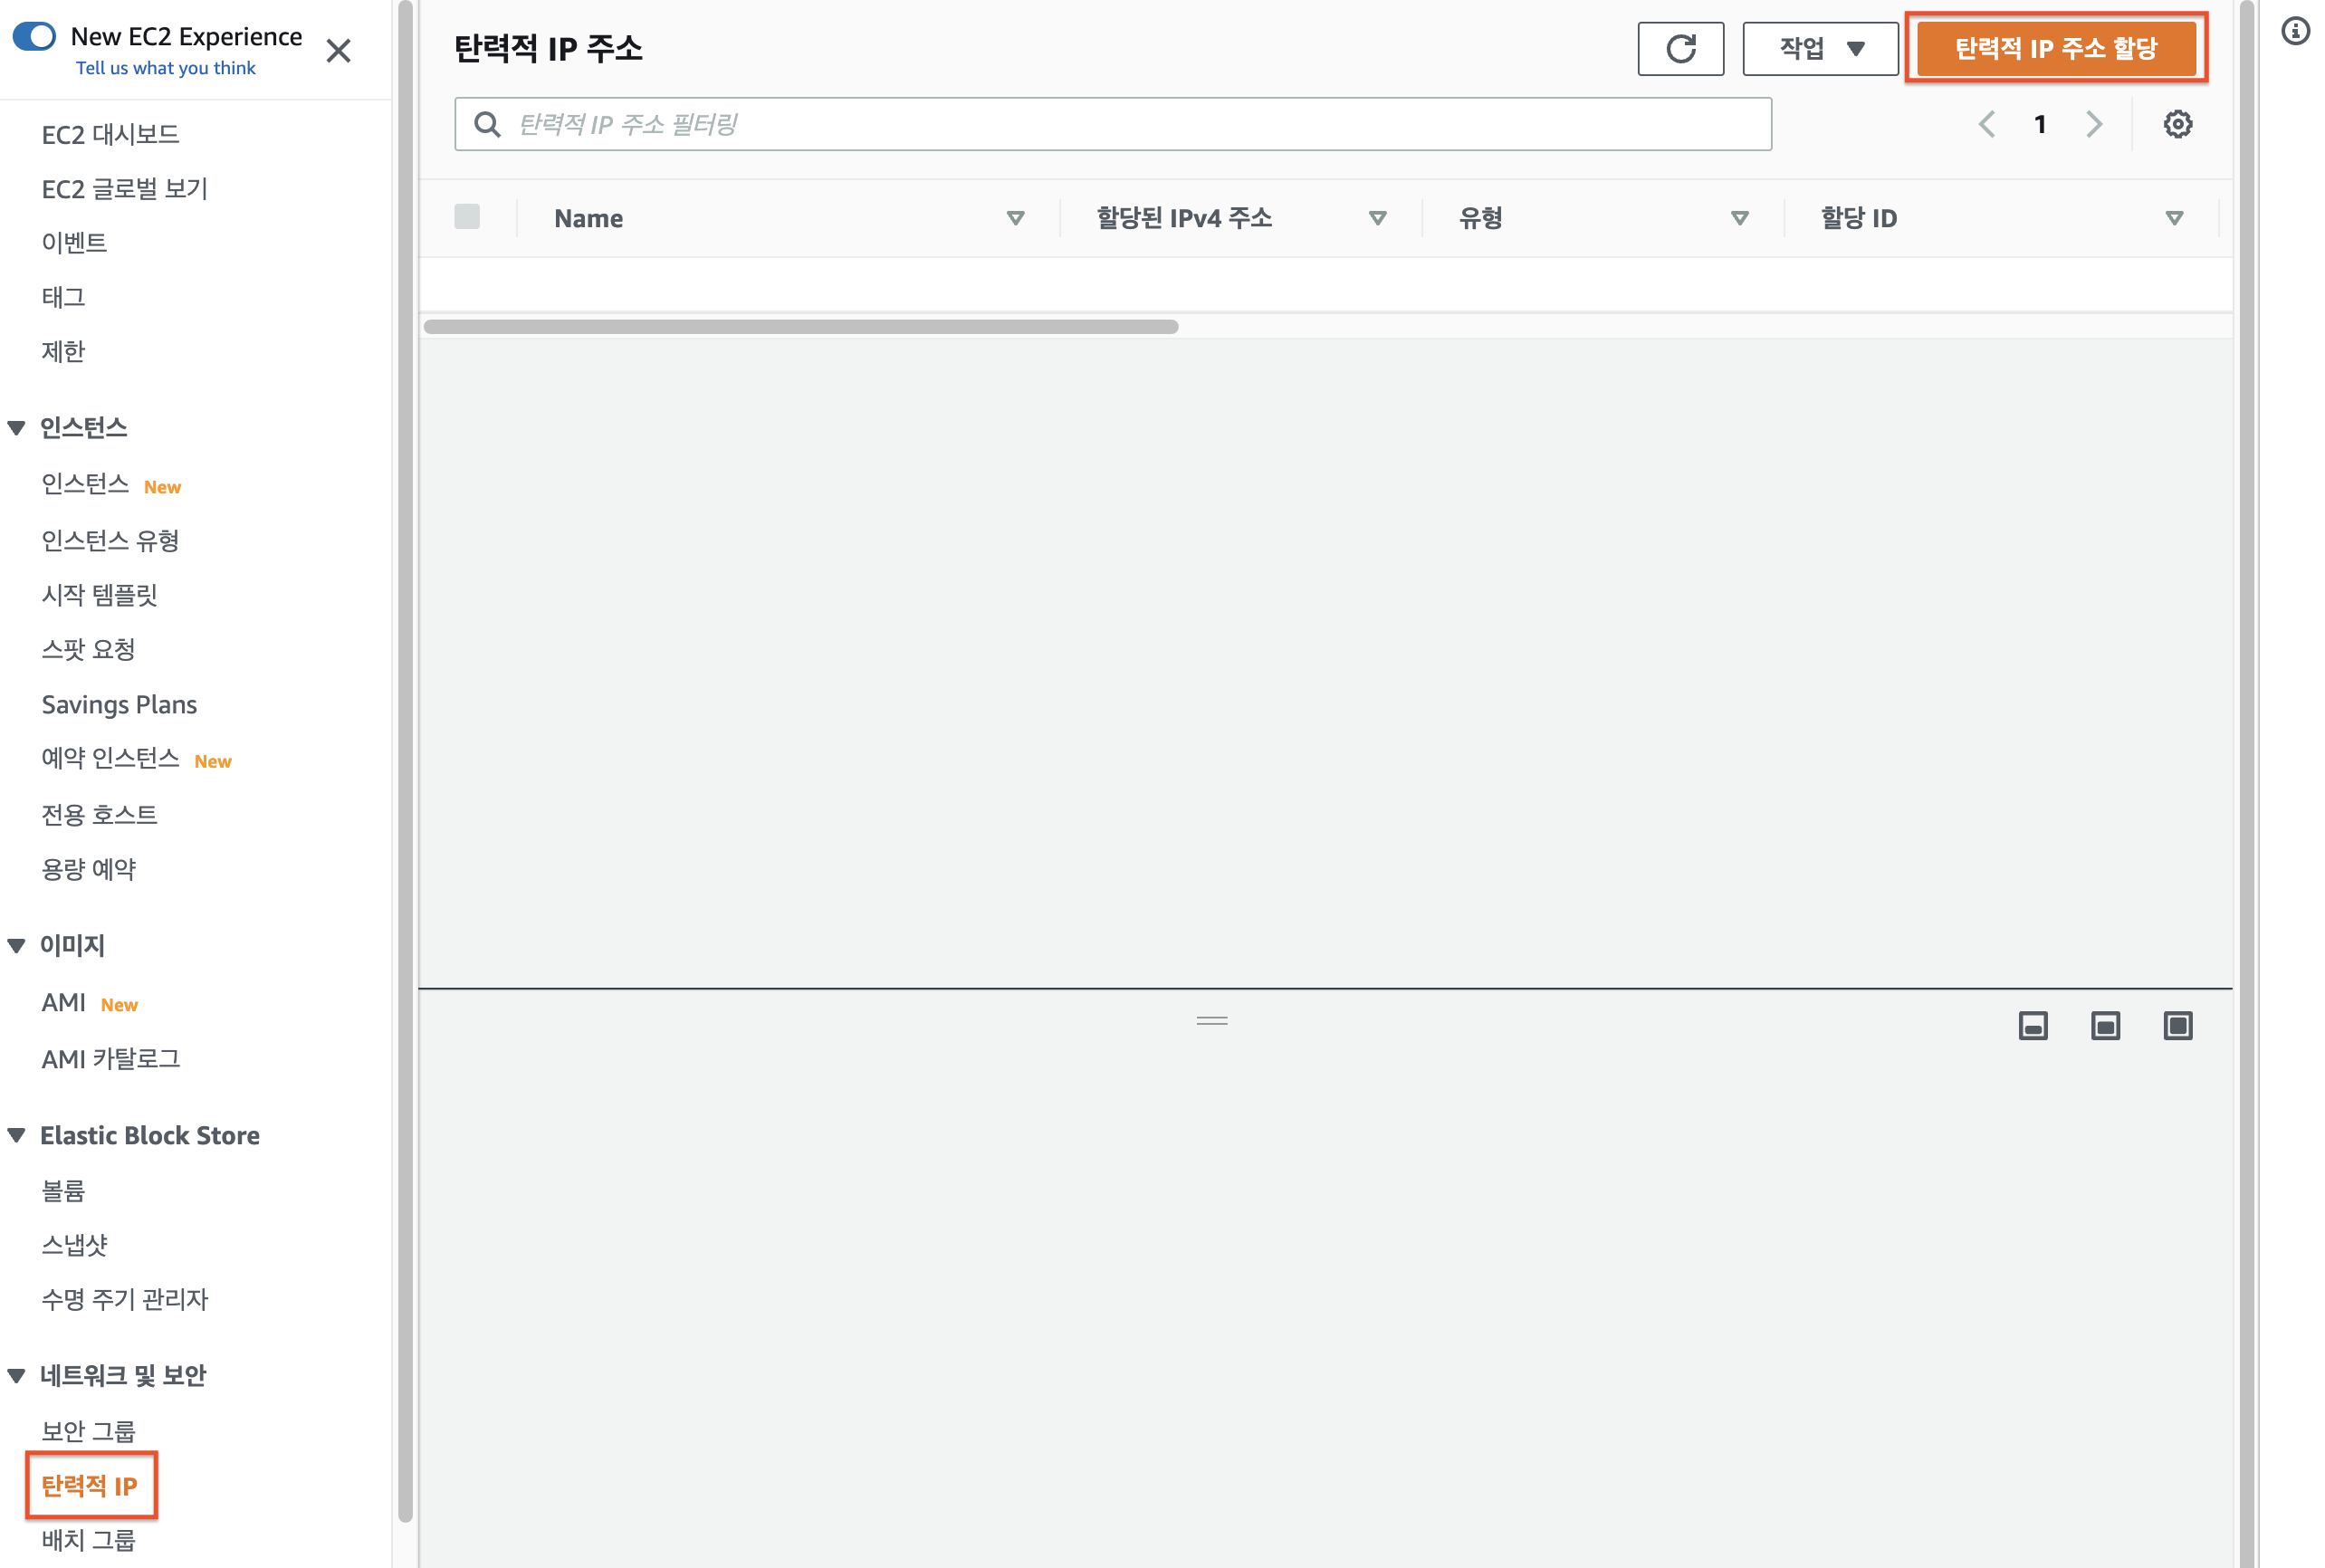 New EC2 Experience
Tell us what you think
EC2 대시보드
EC2 글로벌 보기
이벤트
태그
제한
인스턴스
인스턴스 New
인스턴스 유형
시작 템플릿
스팟 요청
Savings Plans
예약 인스턴스 New
전용 호스트
용량 예약
이미지
AMI New
AMI 카탈로그
Elastic Block Store
볼륨
스냅샷
수명 주기 관리자
네트워크 및 보안
보안 그룹
탄력적 IP
배치 그룹
탄력적 IP 주소
작업
탄력적 IP 주소 할당
탄력적 IP 주소 필터링
1
Name 할당된 IPv4 주소 유형 할당 ID